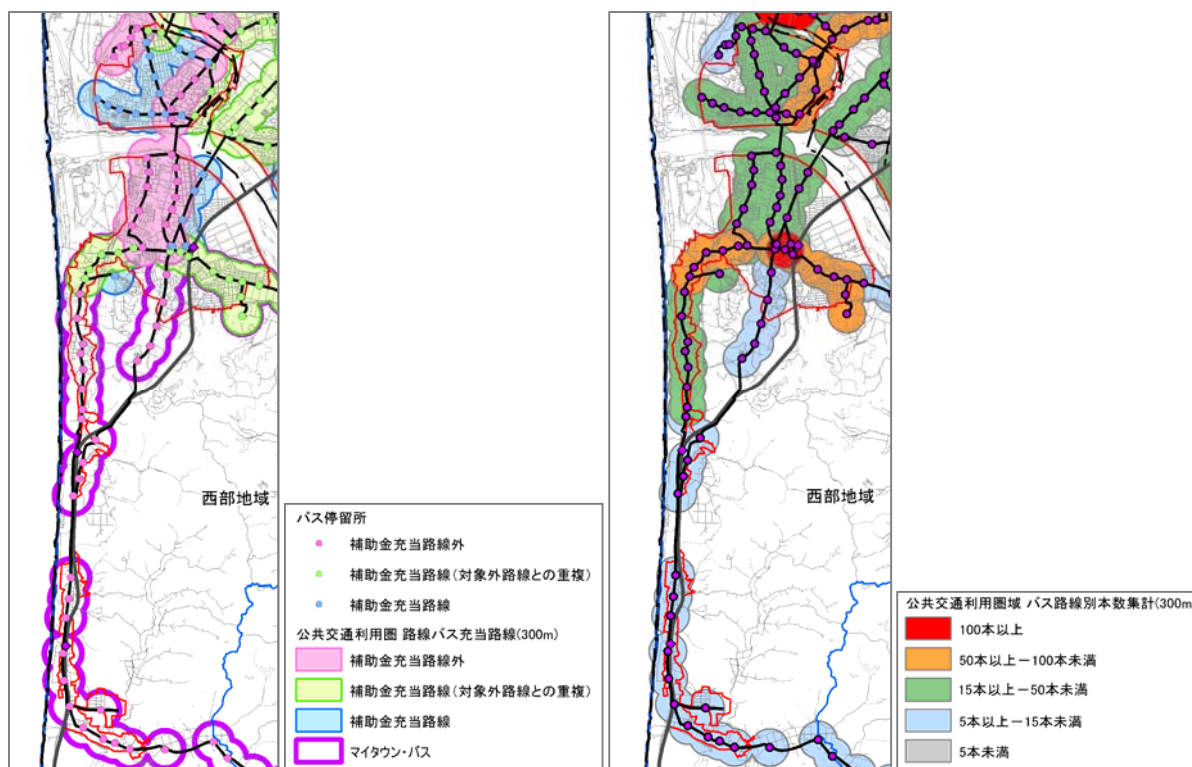 西部地域
バス停留所
補助金充当路線外
補助金充当路線(対象外路線との重複)
補助金充当路線
公共交通利用圏 路線バス充当路線(300m)
補助金充当路線外
補助金充当路線(対象外路線との重複)
補助金充当路線
マイタウン・バス
西部地域
公共交通利用圏域 バス路線別本数集計(300m
100本以上
50本以上ー100本未満
15本以上ー50本未満
5本以上ー15本未満
5本未満